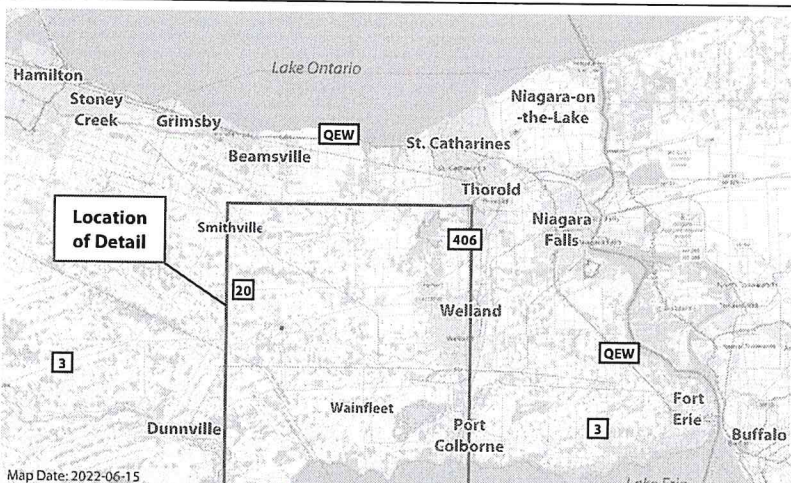 Lake Ontario
Hamilton
Stoney
Creek
Grimsby
Beamsville
QEW
St. Catharines
Niagara-on
-the-Lake
Thorold
Location
of Detail
Smithville
20
406
Niagara
Falls
Welland
QEW
3
Wainfleet
Dunnville
Port
Colborne
3
Fort
Erie
Buffalo
Lake Erie
Map Date: 2022-06-15